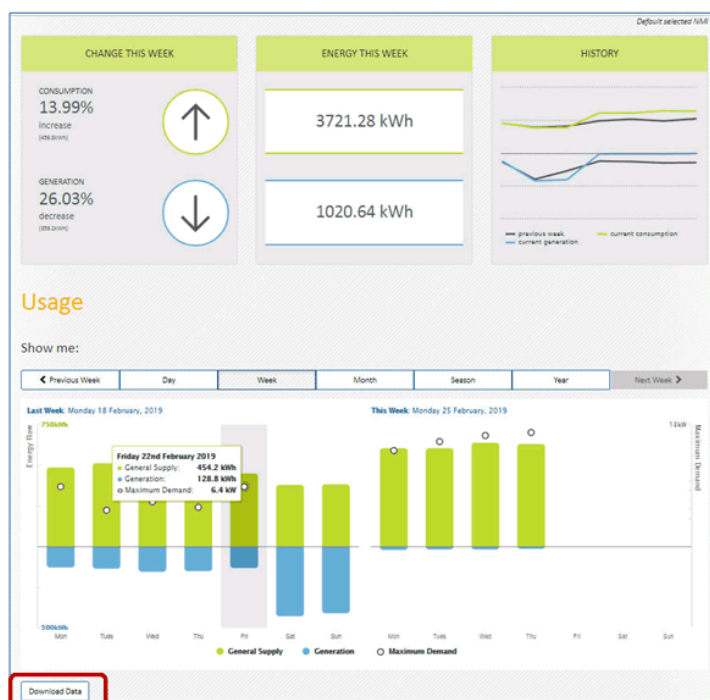 Default selected NMI
CHANGE THIS WEEK
CONSUMPTION
13.99%
increase
GENERATION
26.03%
decrease
ENERGY THIS WEEK
3721.28 kWh
1020.64 kWh
HISTORY
previous week
current consumption
current generation
Usage
Show me:
Previous Week Day Week Month Season Year Next Week
Last Week: Monday 18 February, 2019
This Week: Monday 25 February, 2019
750kWh
13kW
Energy Flow
Maximum Demand
Friday 22nd February 2019
General Supply: 454.2 kWh
Generation: 128.8 kWh
Maximum Demand: 6.4 kW
500kWh
Mon Tues Wed Thu Fri Sat Sun Mon Tues Wed Thu Fri Sat Sun
General Supply Generation Maximum Demand
Download Data